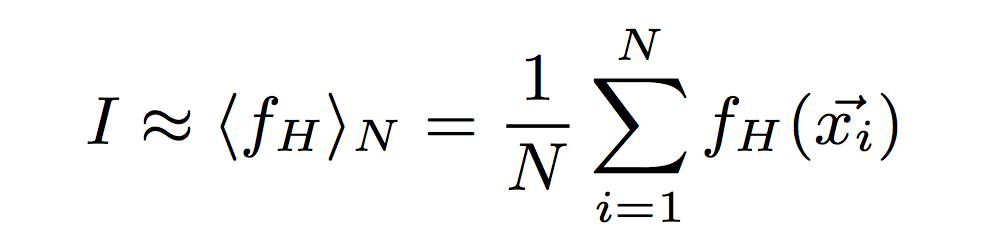 I ≈ ⟨f_H⟩_N = \frac{1}{N} \sum_{i=1}^{N} f_H(\vec{x_i})